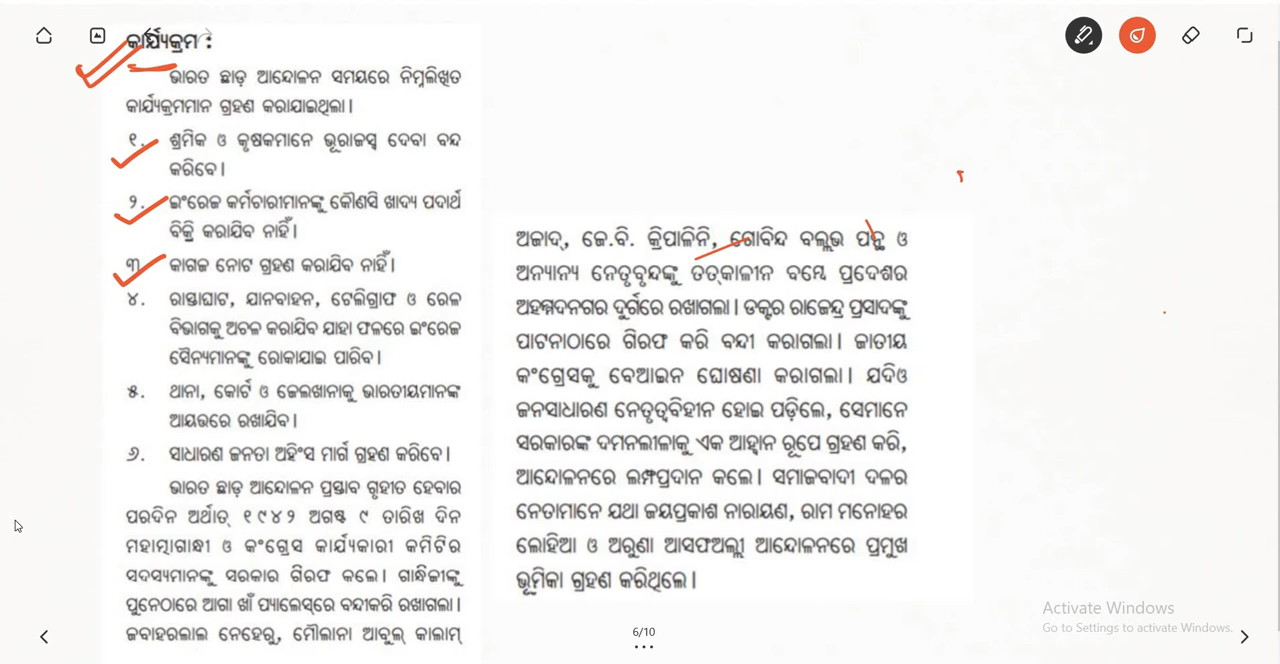 କାର୍ଯ୍ୟକ୍ରମ :
ଭାରତ ଛାଡ଼ ଆନ୍ଦୋଳନ ସମୟରେ ନିମ୍ନଲିଖିତ
କାର୍ଯ୍ୟକ୍ରମମାନ ଗ୍ରହଣ କରାଯାଇଥିଲା।
୧. ଶ୍ରମିକ ଓ କୃଷକମାନେ ଭୂରାଜସ୍ୱ ଦେବା ବନ୍ଦ
କରିବେ।
୨. ଇଂରେଜ କର୍ମଚାରୀମାନଙ୍କୁ କୌଣସି ଖାଦ୍ୟ ପଦାର୍ଥ
ବିକ୍ରି କରାଯିବ ନାହିଁ।
୩. କାଗଜ ନୋଟ ଗ୍ରହଣ କରାଯିବ ନାହିଁ।
୪. ରାସ୍ତାଘାଟ, ଯାନବାହନ, ଟେଲିଗ୍ରାଫ ଓ ରେଳ
ବିଭାଗକୁ ଅଚଳ କରାଯିବ ଯାହା ଫଳରେ ଇଂରେଜ
ସୈନ୍ୟମାନଙ୍କୁ ରୋକାଯାଇ ପାରିବ।
୫. ଥାନା, କୋର୍ଟ ଓ ଜେଲଖାନାକୁ ଭାରତୀୟମାନଙ୍କ
ଆୟତ୍ତରେ ରଖାଯିବ।
୬. ସାଧାରଣ ଜନତା ଅହିଂସ ମାର୍ଗ ଗ୍ରହଣ କରିବେ।
ଭାରତ ଛାଡ଼ ଆନ୍ଦୋଳନ ପ୍ରସ୍ତାବ ଗୃହୀତ ହେବାର
ପରଦିନ ଅର୍ଥାତ୍ ୧୯୪୨ ଅଗଷ୍ଟ ୯ ତାରିଖ ଦିନ
ମହାତ୍ମାଗାନ୍ଧୀ ଓ କଂଗ୍ରେସ କାର୍ଯ୍ୟକାରୀ କମିଟିର
ସଦସ୍ୟମାନଙ୍କୁ ସରକାର ଗିରଫ କଲେ। ଗାନ୍ଧିଜୀଙ୍କୁ
ପୁନେଠାରେ ଆଗା ଖାଁ ପ୍ୟାଲେସ୍‌ରେ ବନ୍ଦୀକରି ରଖାଗଲା।
ଜବାହରଲାଲ ନେହେରୁ, ମୌଲାନା ଆବୁଲ୍ କାଲାମ୍
ଅଜାଦ୍, ଜେ.ବି. କ୍ରିପାଳିନି, ଗୋବିନ୍ଦ ବଲ୍ଲଭ ପନ୍ଥ ଓ
ଅନ୍ୟାନ୍ୟ ନେତୃବୃନ୍ଦଙ୍କୁ ତତ୍‌କାଳୀନ ବମ୍ବେ ପ୍ରଦେଶର
ଅହମ୍ମଦନଗର ଦୁର୍ଗରେ ରଖାଗଲା। ଡକ୍ଟର ରାଜେନ୍ଦ୍ର ପ୍ରସାଦଙ୍କୁ
ପାଟନାଠାରେ ଗିରଫ କରି ବନ୍ଦୀ କରାଗଲା। ଜାତୀୟ
କଂଗ୍ରେସକୁ ବେଆଇନ ଘୋଷଣା କରାଗଲା। ଯଦିଓ
ଜନସାଧାରଣ ନେତୃତ୍ୱବିହୀନ ହୋଇ ପଡ଼ିଲେ, ସେମାନେ
ସରକାରଙ୍କ ଦମନଲୀଳାକୁ ଏକ ଆହ୍ୱାନ ରୂପେ ଗ୍ରହଣ କରି,
ଆନ୍ଦୋଳନରେ ଲମ୍ଫପ୍ରଦାନ କଲେ। ସମାଜବାଦୀ ଦଳର
ନେତାମାନେ ଯଥା ଜୟପ୍ରକାଶ ନାରାୟଣ, ରାମ ମନୋହର
ଲୋହିଆ ଓ ଅରୁଣା ଆସଫଅଲ୍ଲୀ ଆନ୍ଦୋଳନରେ ପ୍ରମୁଖ
ଭୂମିକା ଗ୍ରହଣ କରିଥିଲେ।
6/10
Activate Windows
Go to Settings to activate Windows.